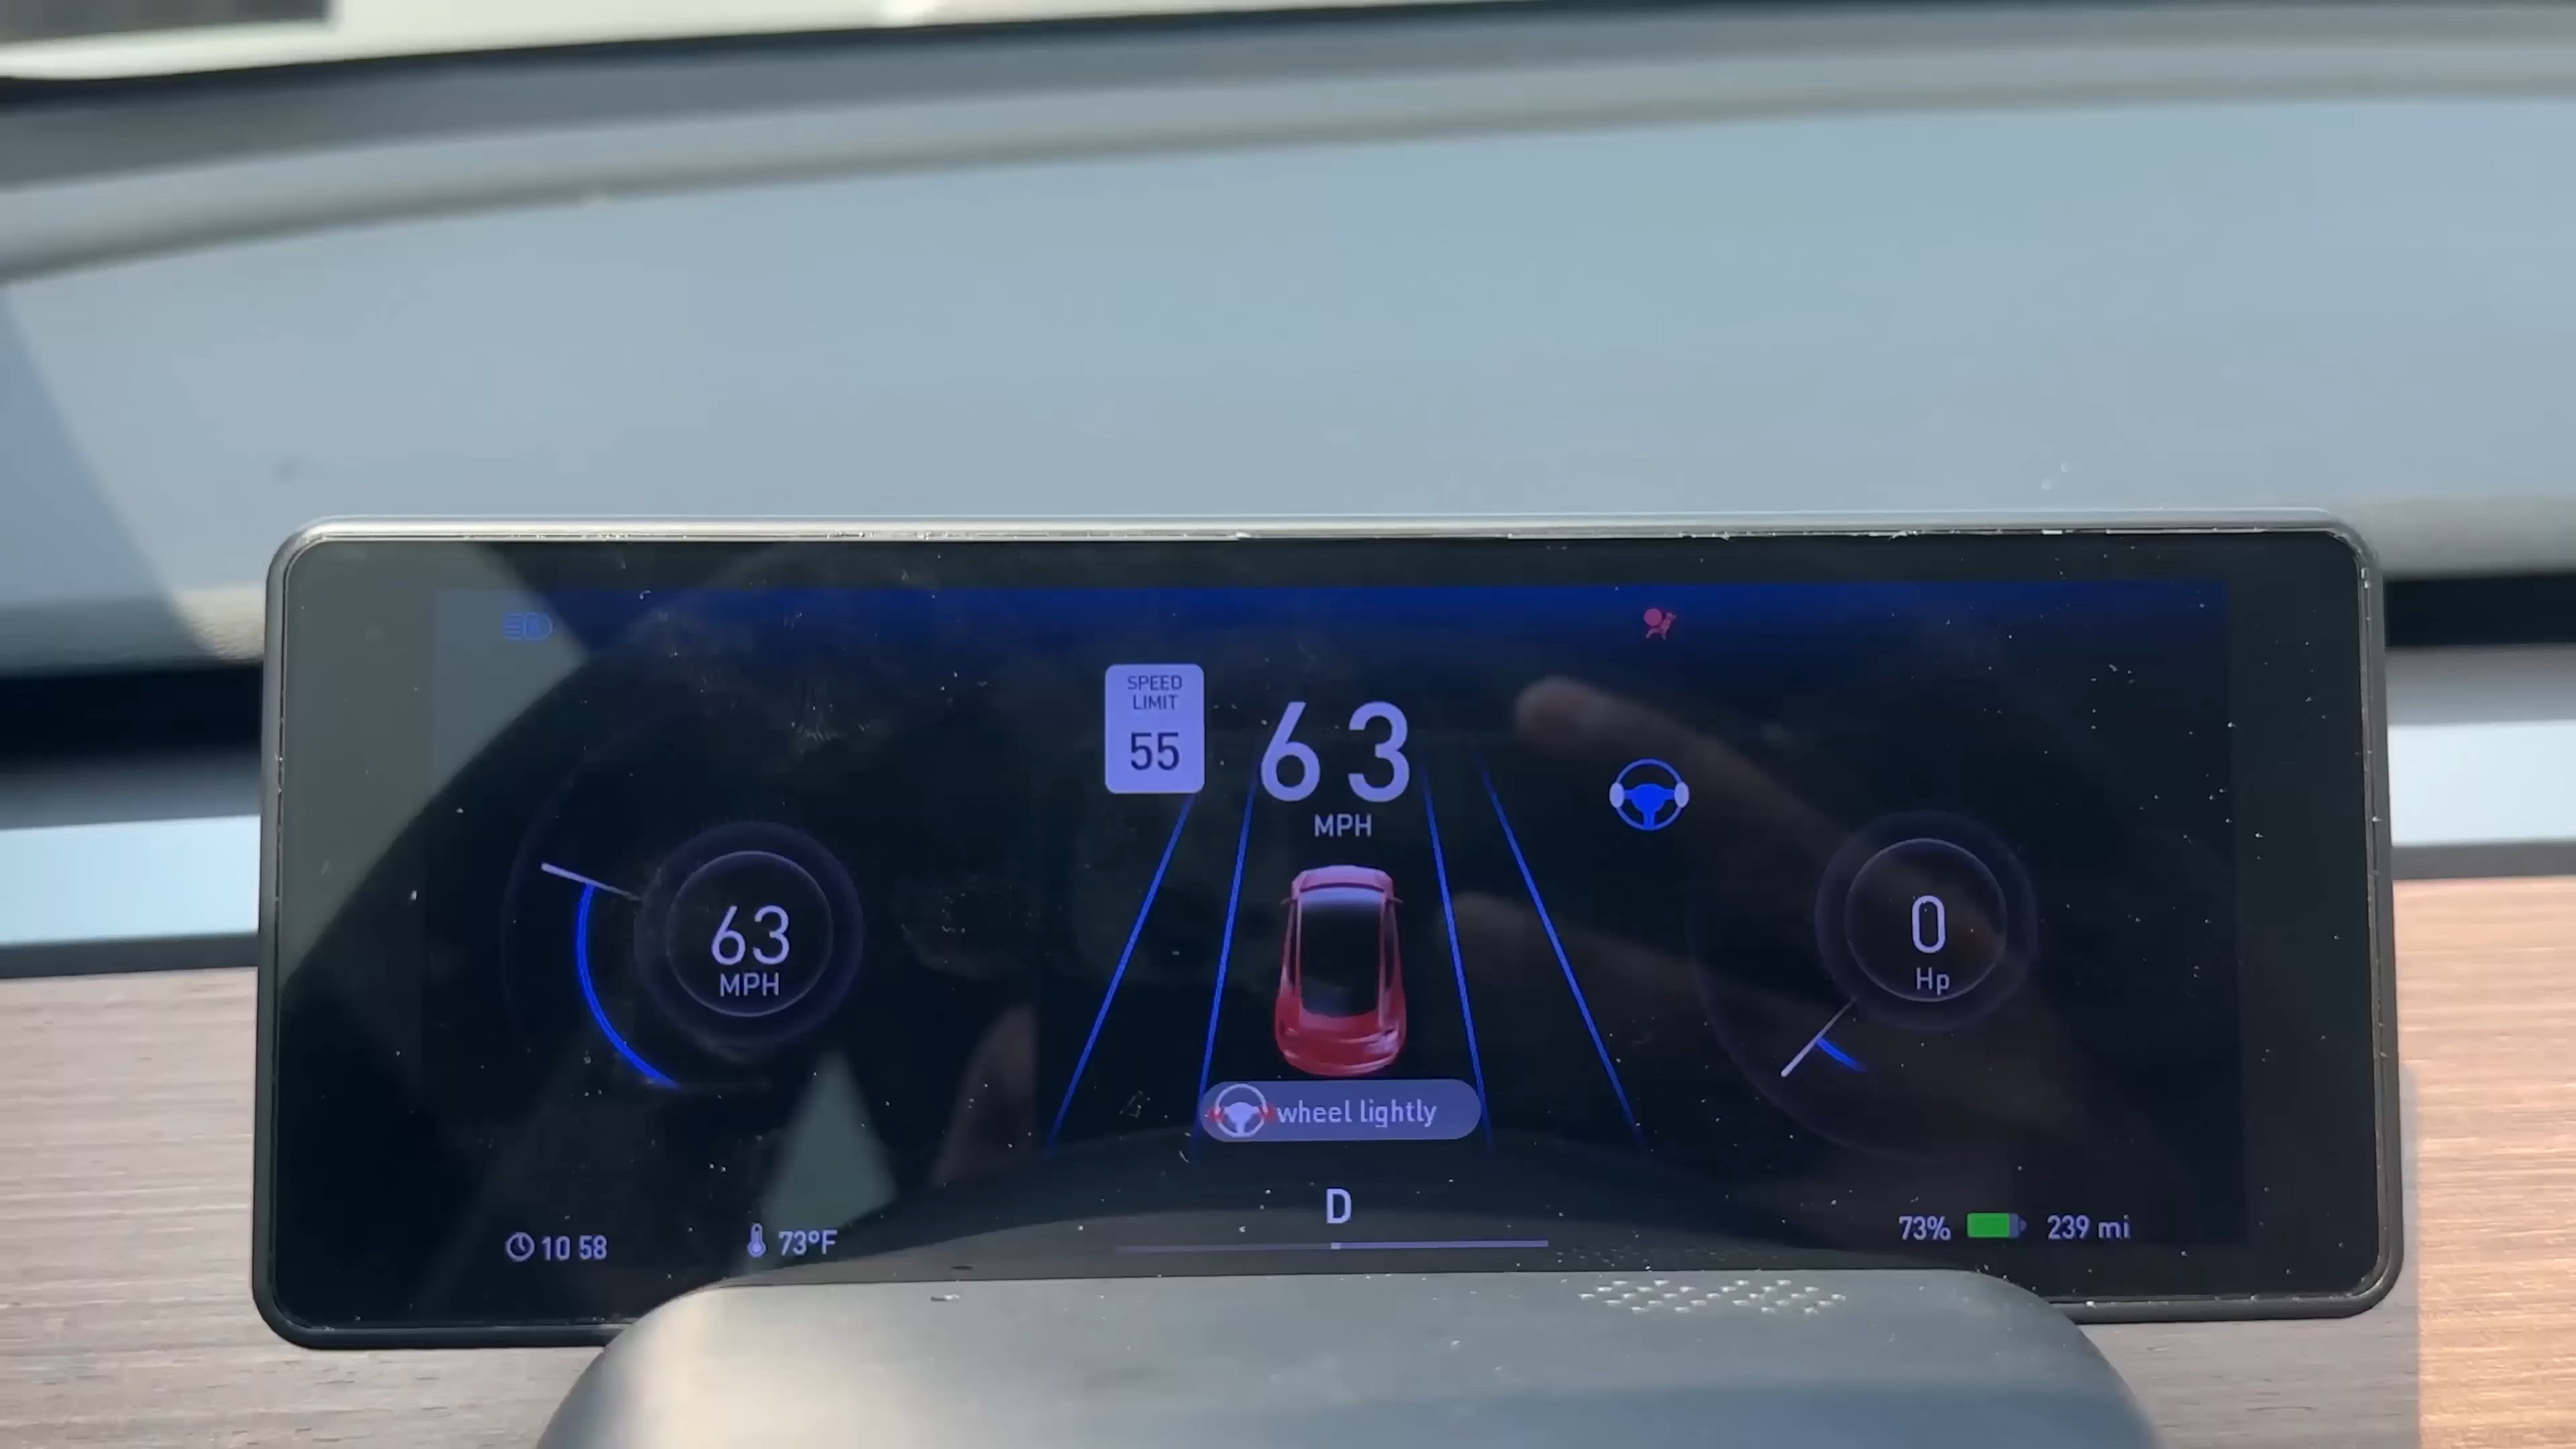 SPEED
LIMIT
55
63
MPH
63
MPH
0
Hp
wheel lightly
D
10 58
73°F
73%
239 mi